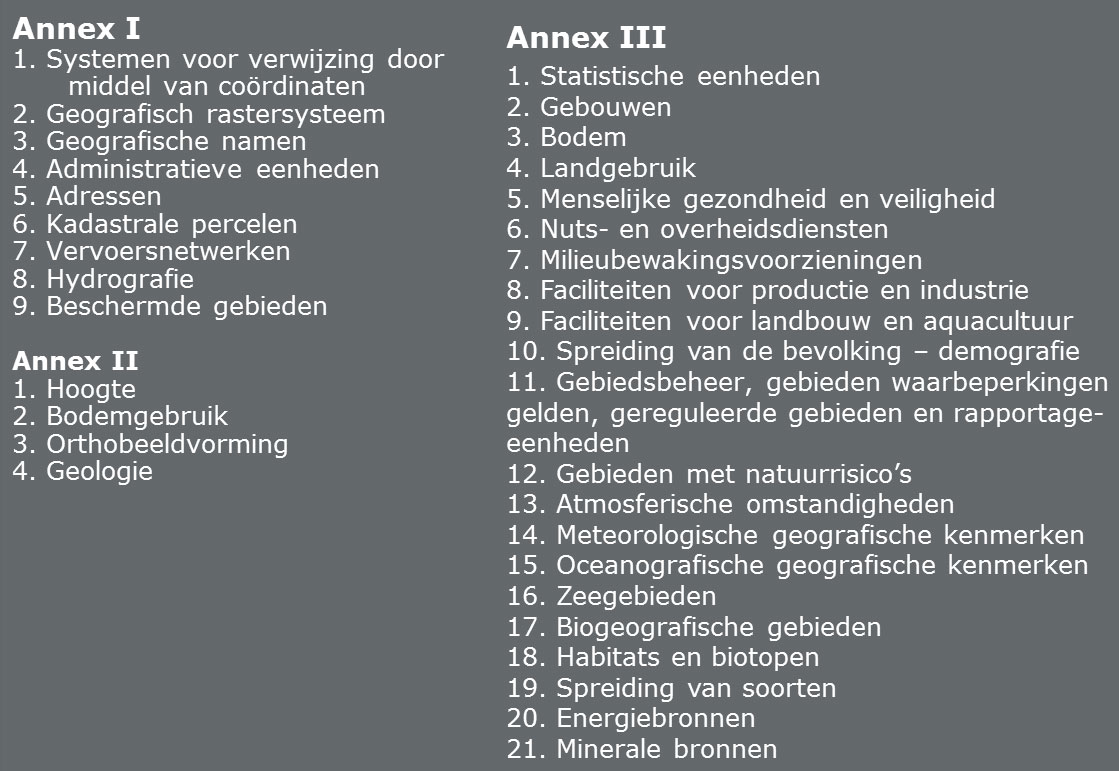 Annex I
1. Systemen voor verwijzing door
middel van coördinaten
2. Geografisch rastersysteem
3. Geografische namen
4. Administratieve eenheden
5. Adressen
6. Kadastrale percelen
7. Vervoersnetwerken
8. Hydrografie
9. Beschermde gebieden
Annex II
1. Hoogte
2. Bodemgebruik
3. Orthobeeldvorming
4. Geologie
Annex III
1. Statistische eenheden
2. Gebouwen
3. Bodem
4. Landgebruik
5. Menselijke gezondheid en veiligheid
6. Nuts- en overheidsdiensten
7. Milieubewakingsvoorzieningen
8. Faciliteiten voor productie en industrie
9. Faciliteiten voor landbouw en aquacultuur
10. Spreiding van de bevolking – demografie
11. Gebiedsbeheer, gebieden waarbeperkingen
gelden, gereguleerde gebieden en rapportage-
eenheden
12. Gebieden met natuurrisico’s
13. Atmosferische omstandigheden
14. Meteorologische geografische kenmerken
15. Oceanografische geografische kenmerken
16. Zeegebieden
17. Biogeografische gebieden
18. Habitats en biotopen
19. Spreiding van soorten
20. Energiebronnen
21. Minerale bronnen